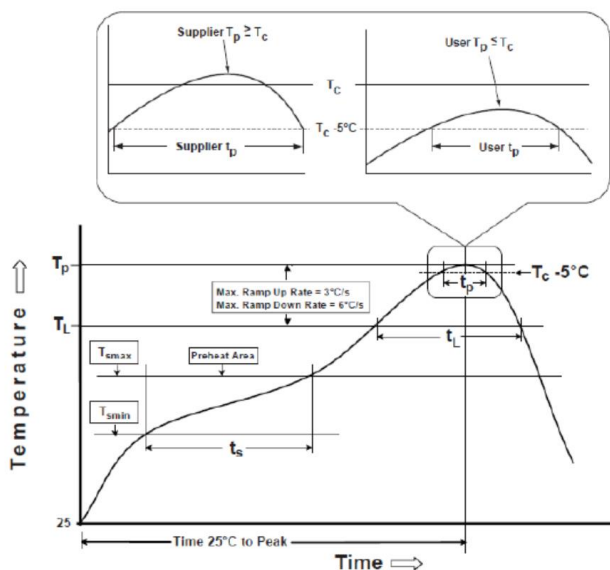 Supplier Tp ≥ Tc
User Tp ≤ Tc
Tc
Tc -5°C
Supplier tp
User tp
Tp
Tc -5°C
tp
Max. Ramp Up Rate = 3°C/s
Max. Ramp Down Rate = 6°C/s
TL
tL
Tsmax
Preheat Area
Tsmin
ts
Temperature
25
Time 25°C to Peak
Time